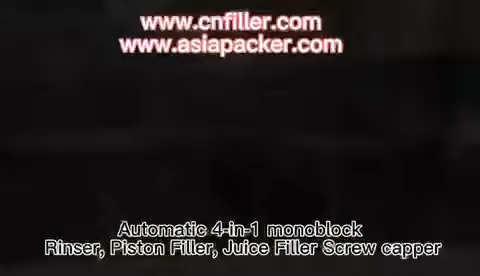 www.cnfiller.com
www.asiapacker.com
Automatic 4-in-1 monoblock
Rinser, Piston Filler, Juice Filler Screw capper